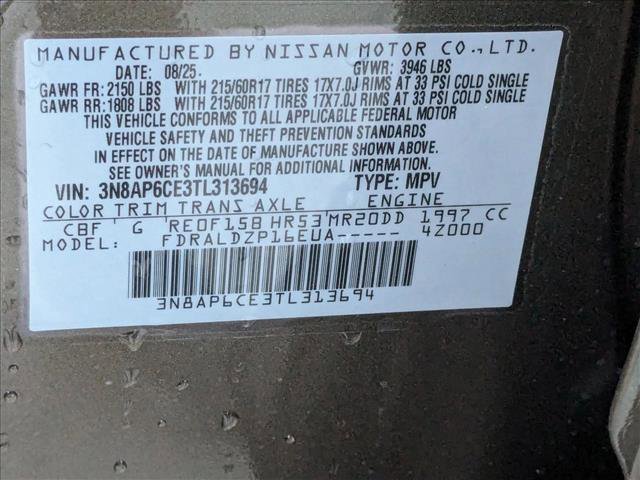 MANUFACTURED BY NISSAN MOTOR CO., LTD.
DATE: 08/25. GVWR: 3946 LBS
GAWR FR: 2150 LBS WITH 215/60R17 TIRES 17X7.0J RIMS AT 33 PSI COLD SINGLE
GAWR RR: 1808 LBS WITH 215/60R17 TIRES 17X7.0J RIMS AT 33 PSI COLD SINGLE
THIS VEHICLE CONFORMS TO ALL APPLICABLE FEDERAL MOTOR
VEHICLE SAFETY AND THEFT PREVENTION STANDARDS
IN EFFECT ON THE DATE OF MANUFACTURE SHOWN ABOVE.
SEE OWNER'S MANUAL FOR ADDITIONAL INFORMATION.
VIN: 3N8AP6CE3TL313694 TYPE: MPV
COLOR TRIM TRANS AXLE ENGINE
CBF G RE0F15B HR53 MR20DD 1997 CC
MODEL: FDRALDZP16EUA----- 4Z000
3N8AP6CE3TL313694